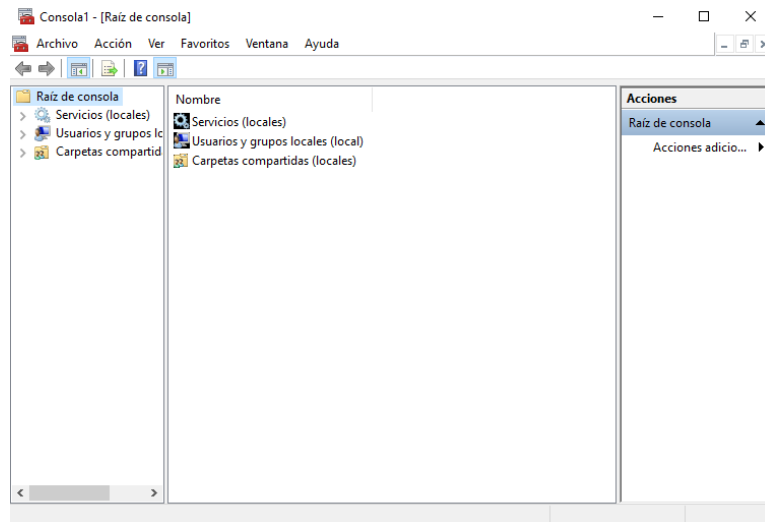 Consola1 - [Raíz de consola]
Archivo Acción Ver Favoritos Ventana Ayuda
Raíz de consola
Servicios (locales)
Usuarios y grupos lc
Carpetas compartid
Nombre
Servicios (locales)
Usuarios y grupos locales (local)
Carpetas compartidas (locales)
Acciones
Raíz de consola
Acciones adicio...